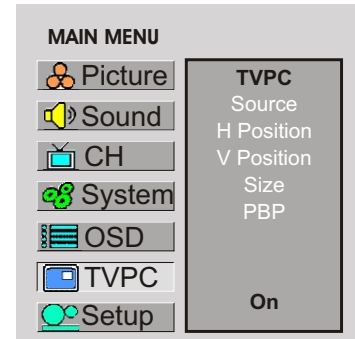 MAIN MENU
Picture
Sound
CH
System
OSD
TVPC
Setup
TVPC
Source
H Position
V Position
Size
PBP
On